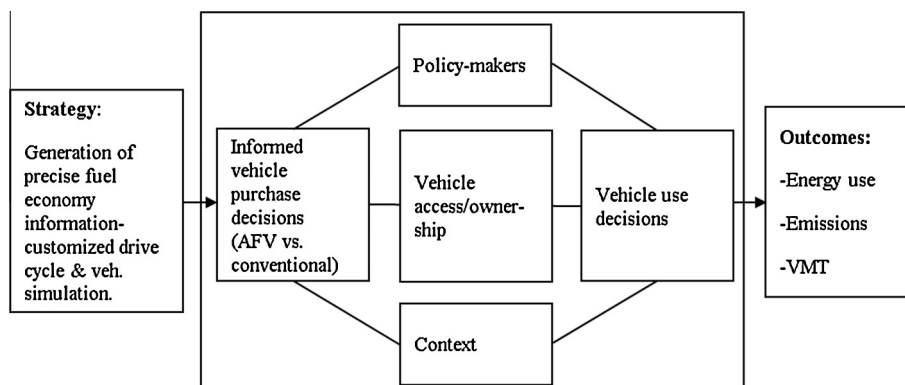 Strategy:
Generation of
precise fuel
economy
information-
customized drive
cycle & veh.
simulation.
Informed
vehicle
purchase
decisions
(AFV vs.
conventional)
Policy-makers
Vehicle
access/owner-
ship
Context
Vehicle use
decisions
Outcomes:
-Energy use
-Emissions
-VMT